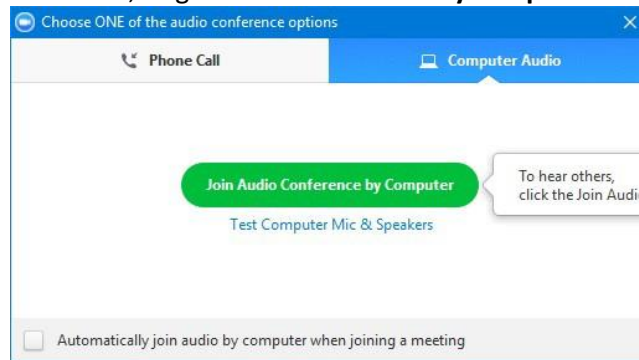 Choose ONE of the audio conference options
Phone Call
Computer Audio
Join Audio Conference by Computer
To hear others,
click the Join Audi
Test Computer Mic & Speakers
Automatically join audio by computer when joining a meeting